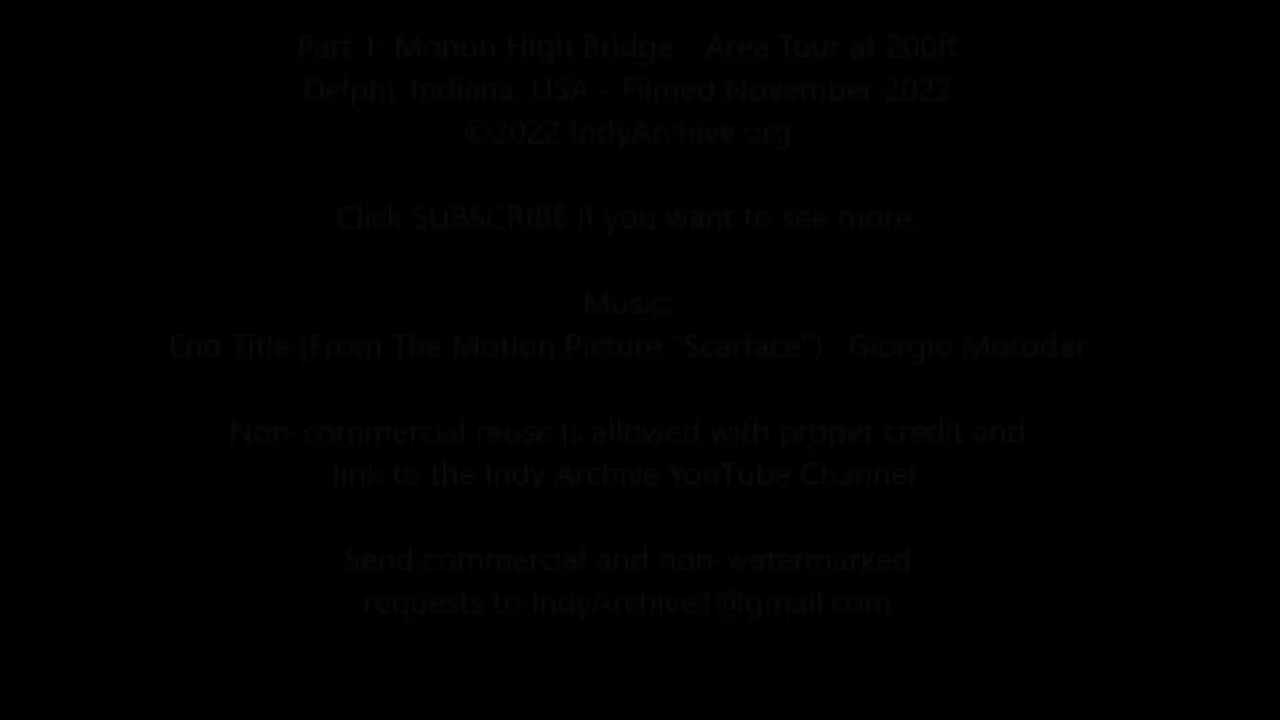 Part 1: Monon High Bridge - Area Tour at 200ft
Delphi, Indiana, USA - Filmed November 2022
©2022 IndyArchive.org
Click SUBSCRIBE if you want to see more.
Music:
End Title (From The Motion Picture "Scarface") - Giorgio Moroder
Non-commercial reuse is allowed with proper credit and
link to the Indy Archive YouTube Channel
Send commercial and non-watermarked
requests to IndyArchive1@gmail.com